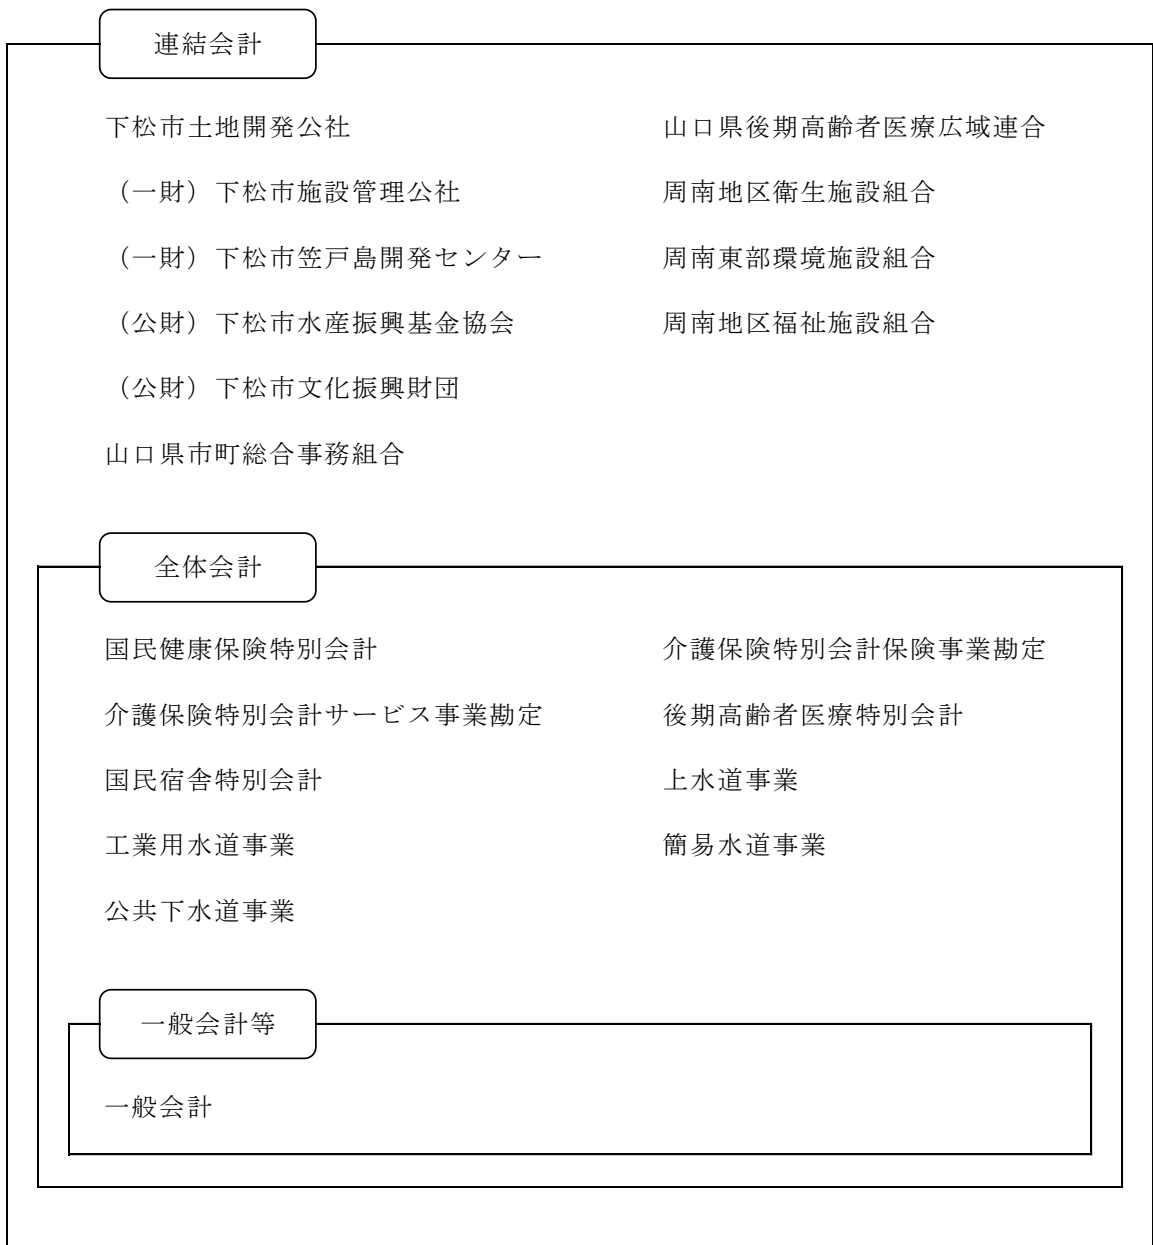 連結会計
下松市土地開発公社 山口県後期高齢者医療広域連合
（一財）下松市施設管理公社 周南地区衛生施設組合
（一財）下松市笠戸島開発センター 周南東部環境施設組合
（公財）下松市水産振興基金協会 周南地区福祉施設組合
（公財）下松市文化振興財団
山口県市町総合事務組合
全体会計
国民健康保険特別会計 介護保険特別会計保険事業勘定
介護保険特別会計サービス事業勘定 後期高齢者医療特別会計
国民宿舎特別会計 上水道事業
工業用水道事業 簡易水道事業
公共下水道事業
一般会計等
一般会計